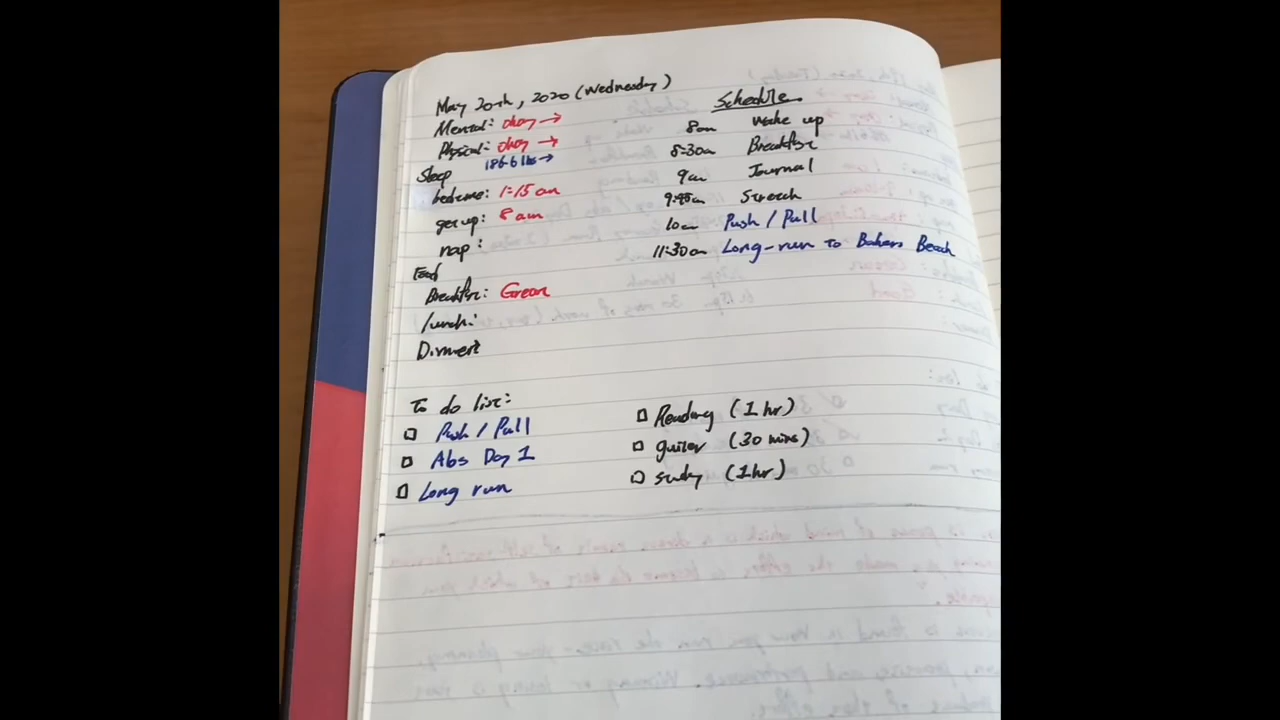 May 20th, 2020 (Wednesday)
Mental: okay →
Physical: okay →
186.6 lbs →
Sleep
bedtime: 1:15 am
get up: 8 am
nap:
Food
Breakfast:
lunch:
Dinner:
Schedule
8am Wake up
8:30am Breakfast
9am Journal
9:45am Stretch
10am Push / Pull
11:30am Long-run to Bakers Beach
To do list:
□ Push / Pull
□ Abs Day 1
□ Long run
□ Reading (1 hr)
□ guitar (30 mins)
□ study (1hr)